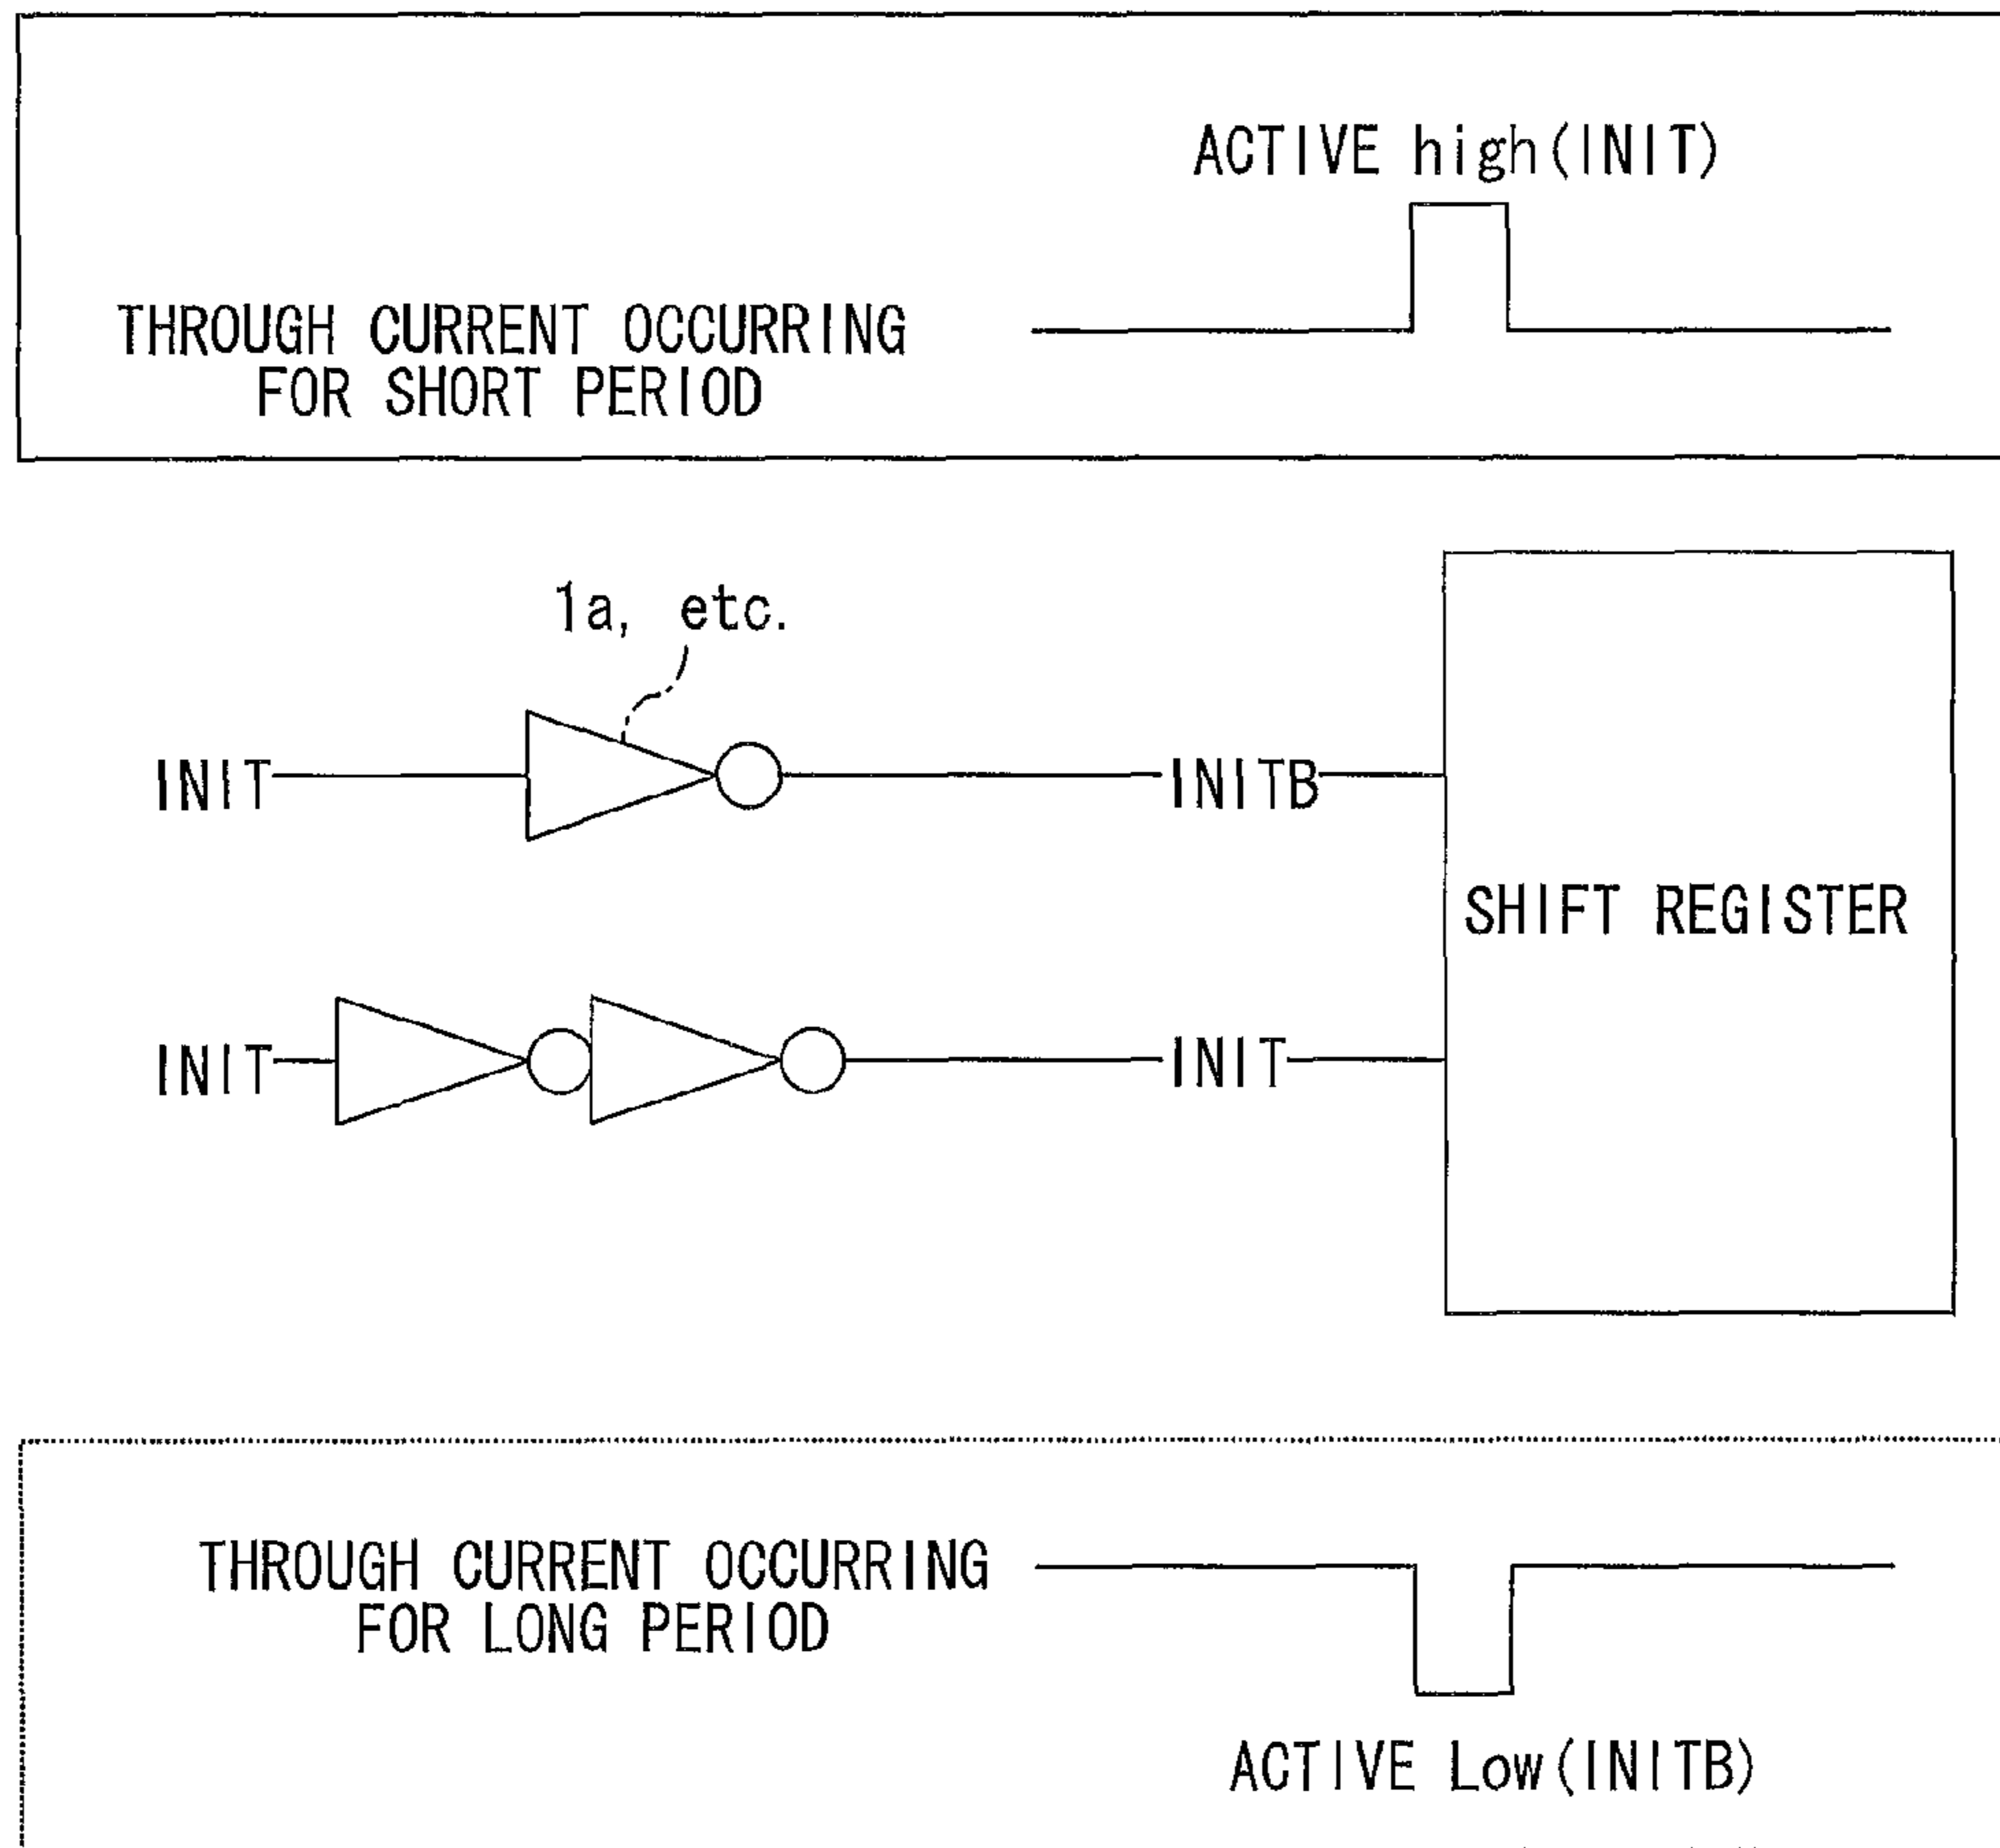 ACTIVE high(INIT)
THROUGH CURRENT OCCURRING
FOR SHORT PERIOD
1a, etc.
INIT
INITB
SHIFT REGISTER
INIT
INIT
THROUGH CURRENT OCCURRING
FOR LONG PERIOD
ACTIVE Low(INITB)